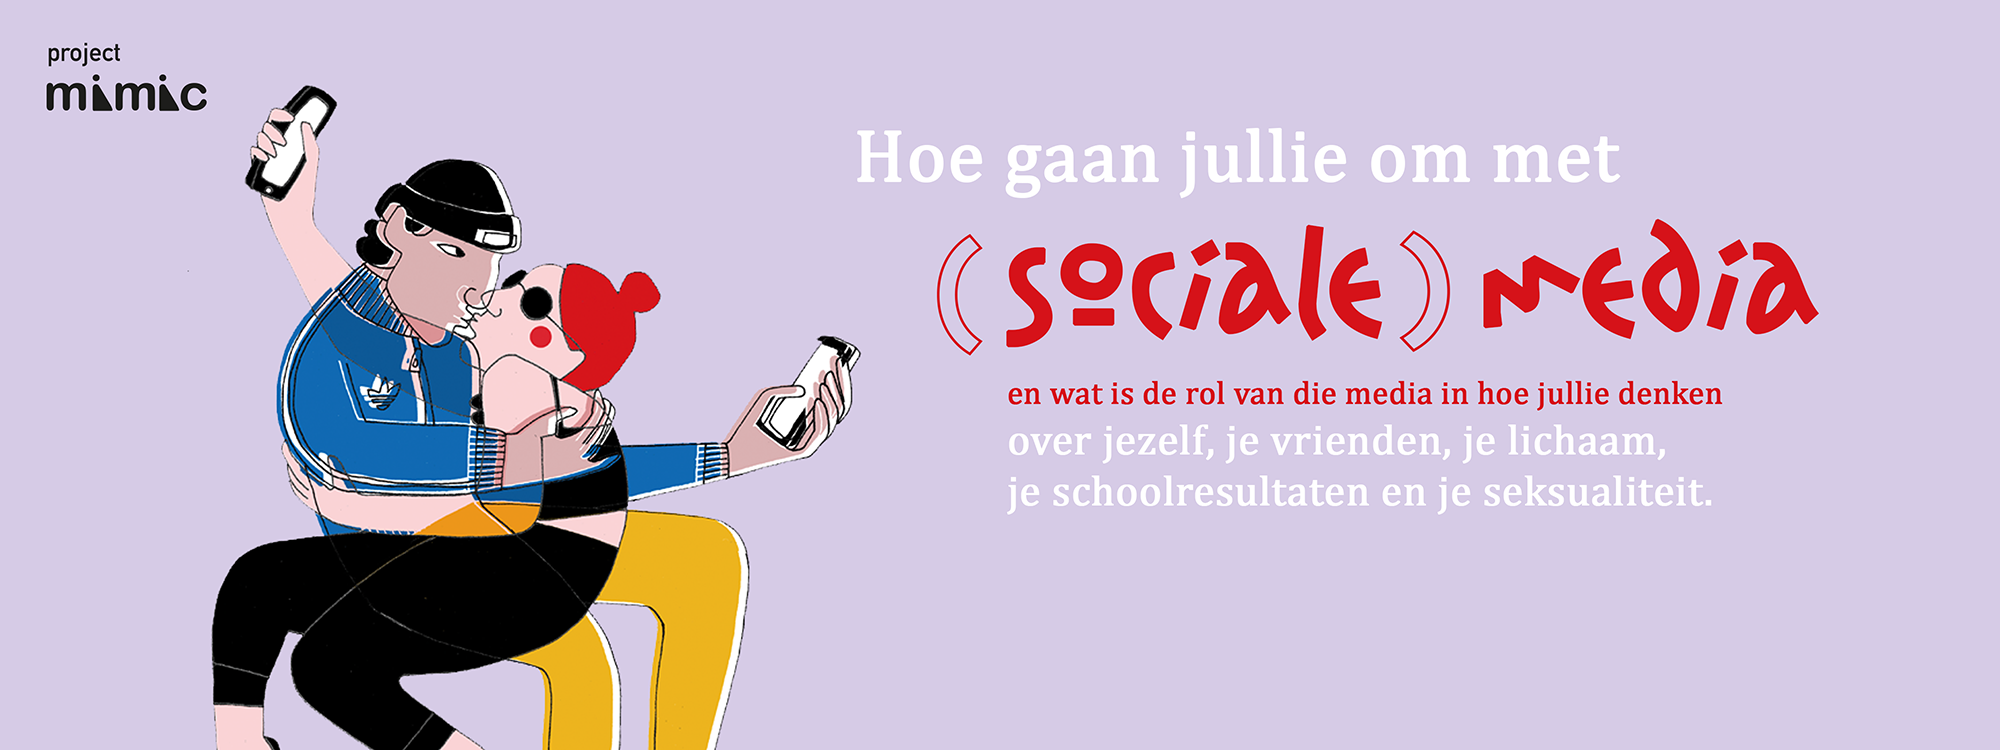 project
mimic
Hoe gaan jullie om met
(sociale) media
en wat is de rol van die media in hoe jullie denken
over jezelf, je vrienden, je lichaam,
je schoolresultaten en je seksualiteit.